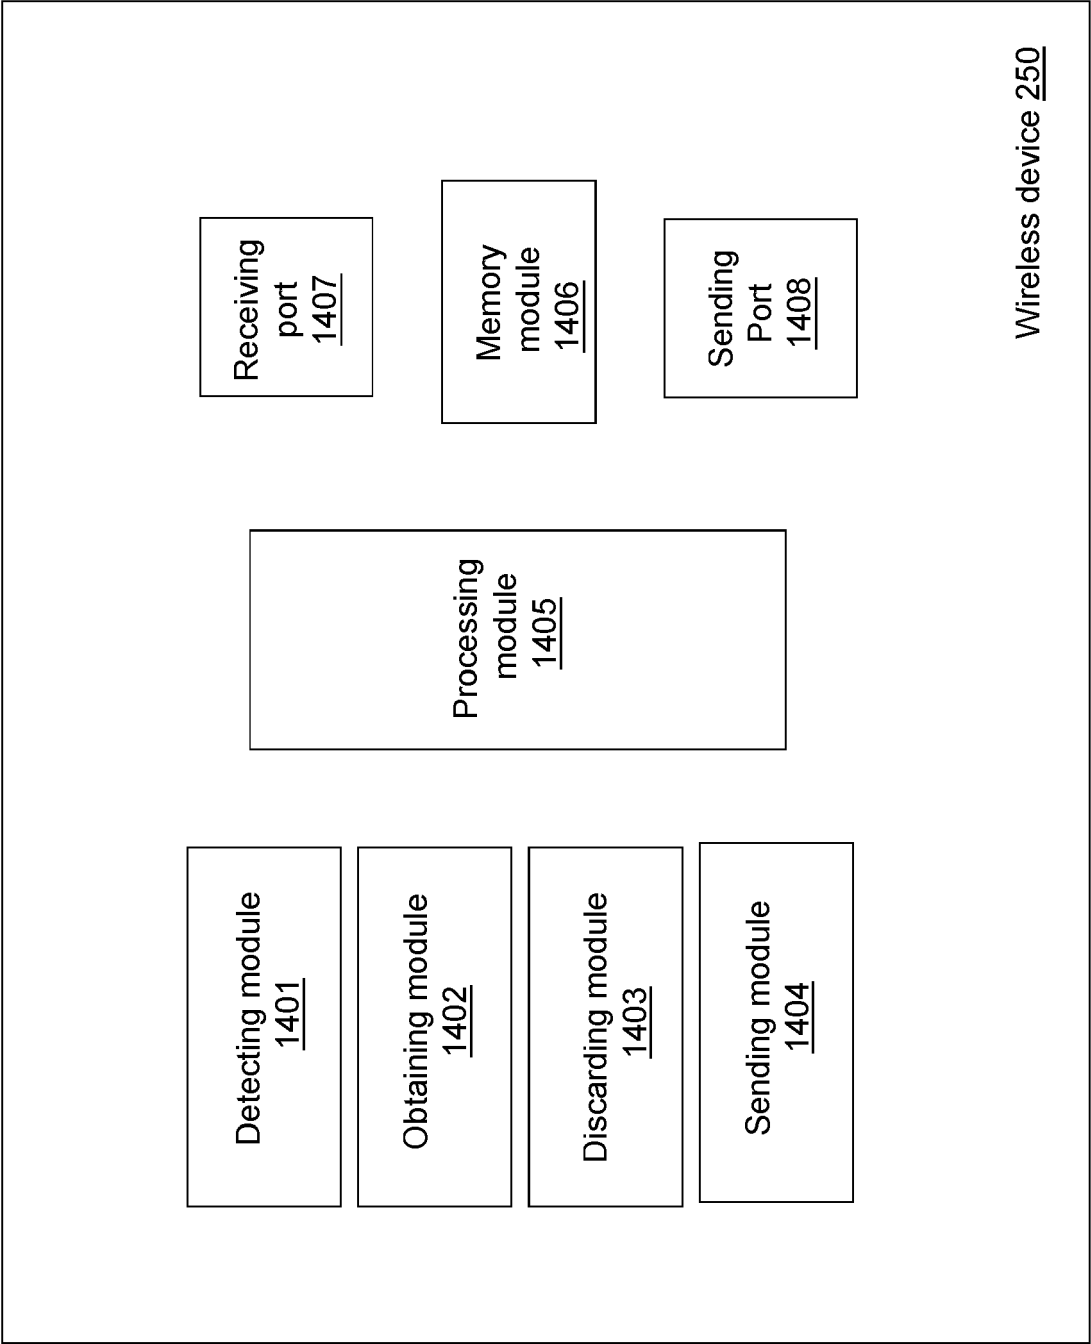 Detecting module
1401
Obtaining module
1402
Discarding module
1403
Sending module
1404
Processing
module
1405
Receiving
port
1407
Memory
module
1406
Sending
Port
1408
Wireless device 250